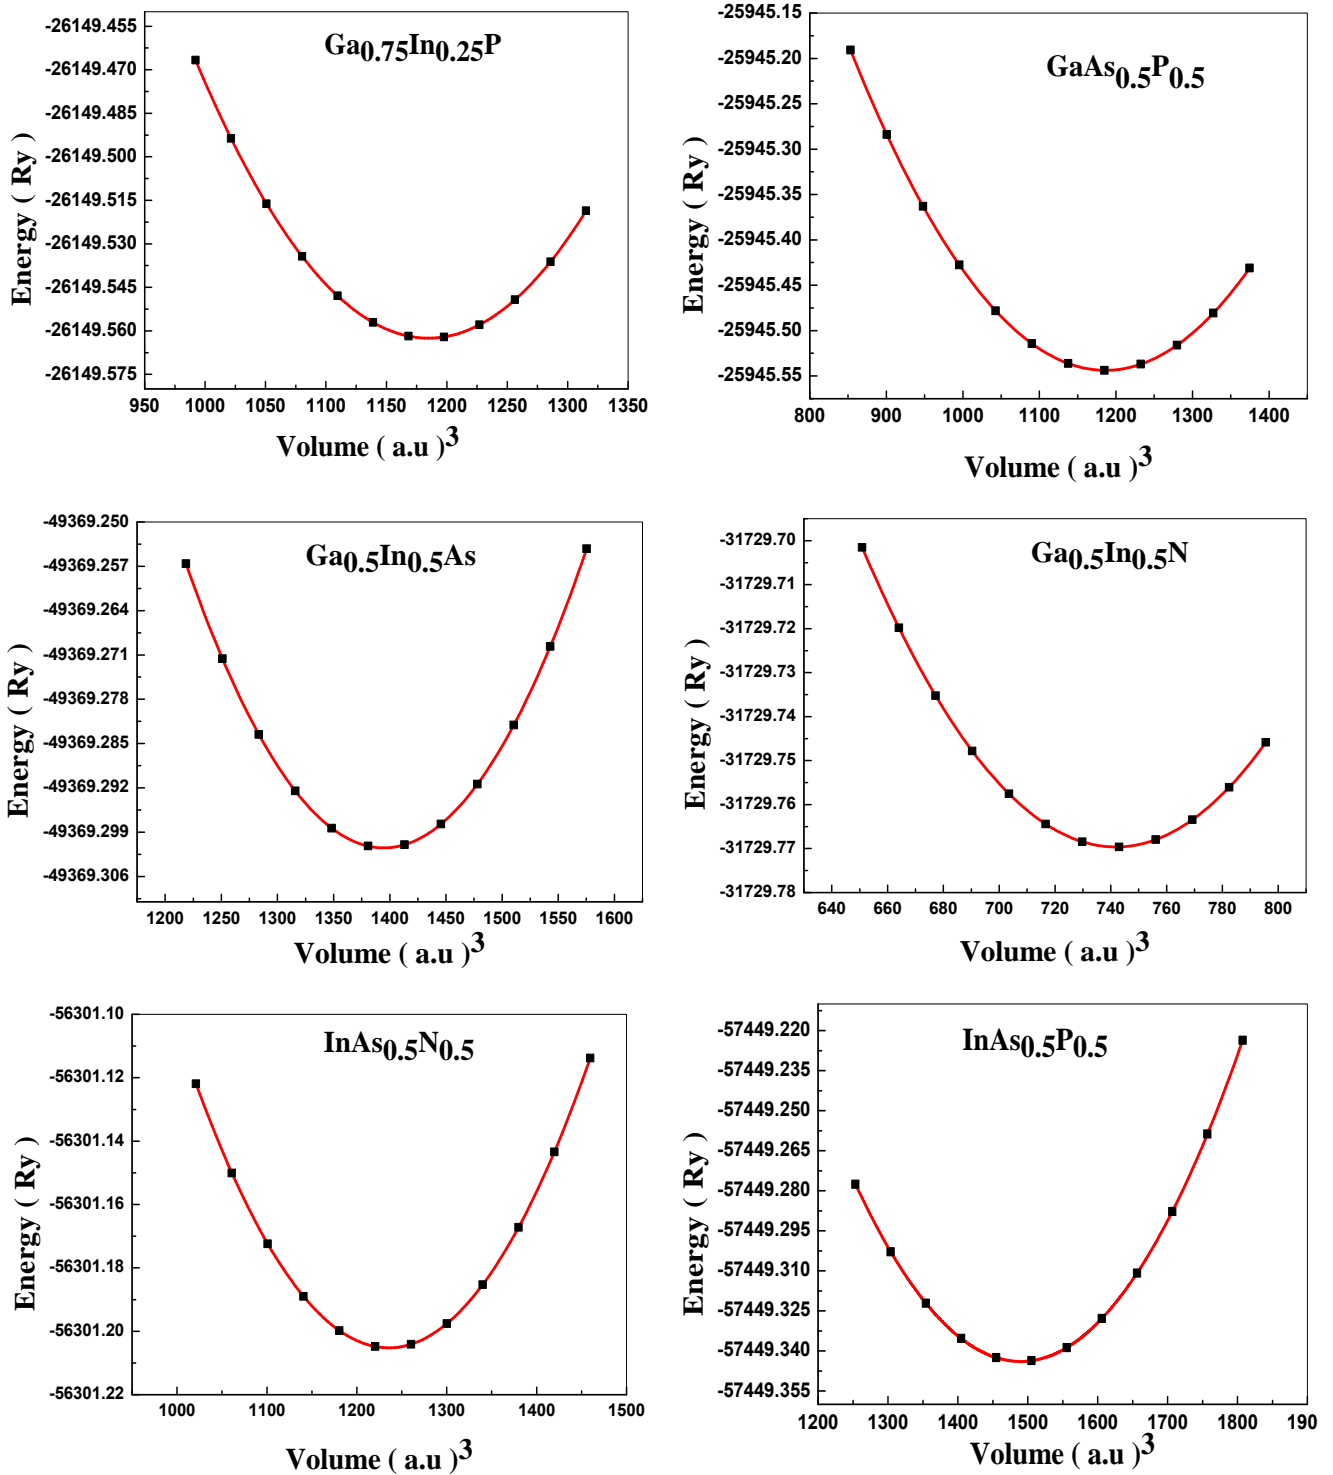 Ga0.75In0.25P
Energy ( Ry )
-26149.455
-26149.470
-26149.485
-26149.500
-26149.515
-26149.530
-26149.545
-26149.560
-26149.575
950 1000 1050 1100 1150 1200 1250 1300 1350
Volume ( a.u )3
GaAs0.5P0.5
Energy ( Ry )
-25945.15
-25945.20
-25945.25
-25945.30
-25945.35
-25945.40
-25945.45
-25945.50
-25945.55
800 900 1000 1100 1200 1300 1400
Volume ( a.u )3
Ga0.5In0.5As
Energy ( Ry )
-49369.250
-49369.257
-49369.264
-49369.271
-49369.278
-49369.285
-49369.292
-49369.299
-49369.306
1200 1250 1300 1350 1400 1450 1500 1550 1600
Volume ( a.u )3
Ga0.5In0.5N
Energy ( Ry )
-31729.70
-31729.71
-31729.72
-31729.73
-31729.74
-31729.75
-31729.76
-31729.77
-31729.78
640 660 680 700 720 740 760 780 800
Volume ( a.u )3
InAs0.5N0.5
Energy ( Ry )
-56301.10
-56301.12
-56301.14
-56301.16
-56301.18
-56301.20
-56301.22
1000 1100 1200 1300 1400 1500
Volume ( a.u )3
InAs0.5P0.5
Energy ( Ry )
-57449.220
-57449.235
-57449.250
-57449.265
-57449.280
-57449.295
-57449.310
-57449.325
-57449.340
-57449.355
1200 1300 1400 1500 1600 1700 1800 190
Volume ( a.u )3